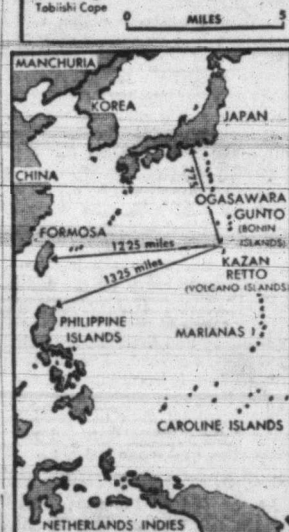 Tobiishi Cape
0 MILES 5
MANCHURIA
KOREA
JAPAN
775
CHINA
OGASAWARA
GUNTO
(BONIN
ISLANDS)
FORMOSA
1225 miles
KAZAN
RETTO
(VOLCANO ISLANDS)
1325 miles
PHILIPPINE
ISLANDS
MARIANAS
CAROLINE ISLANDS
NETHERLANDS INDIES